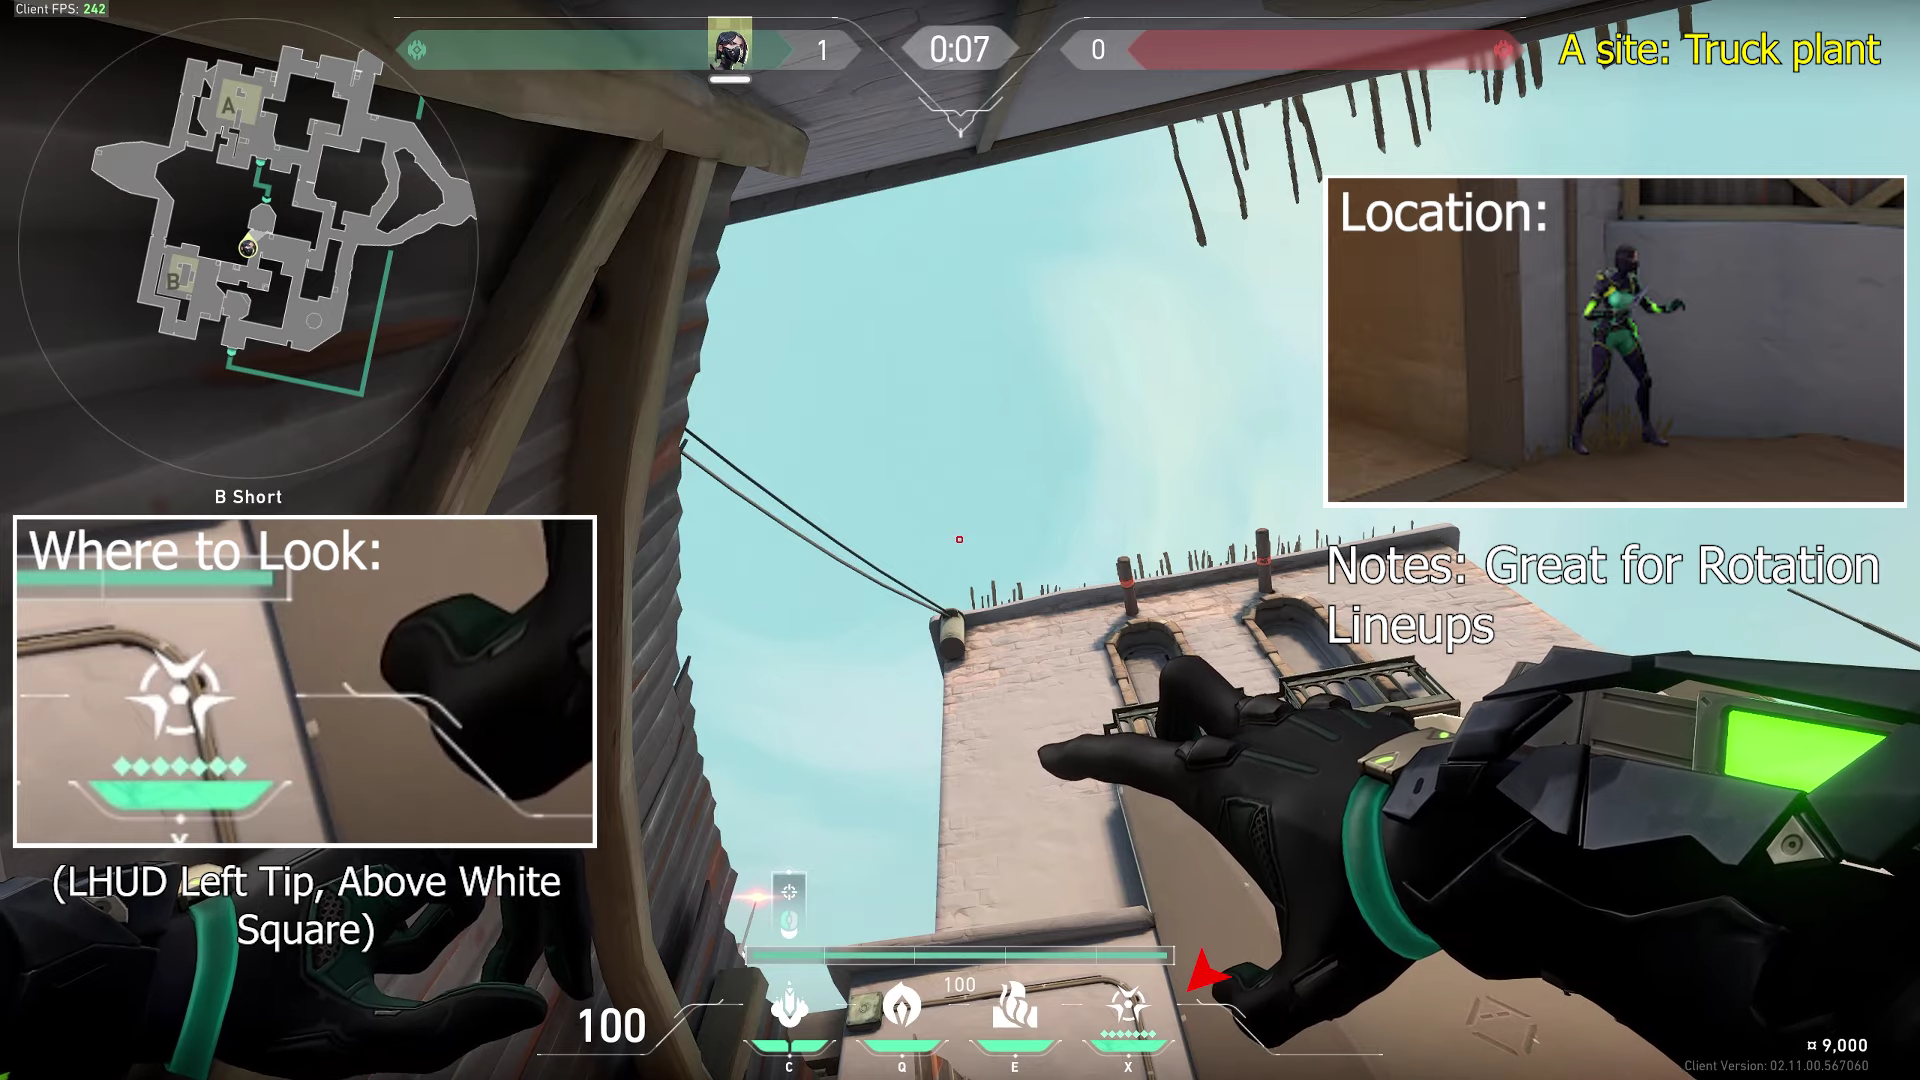 Client FPS: 242
1
0:07
0
A site: Truck plant
A
B
B Short
Location:
Where to Look:
Notes: Great for Rotation
Lineups
(LHUD Left Tip, Above White
Square)
100
100
C
Q
E
X
¤ 9,000
Client Version: 02.11.00.567060